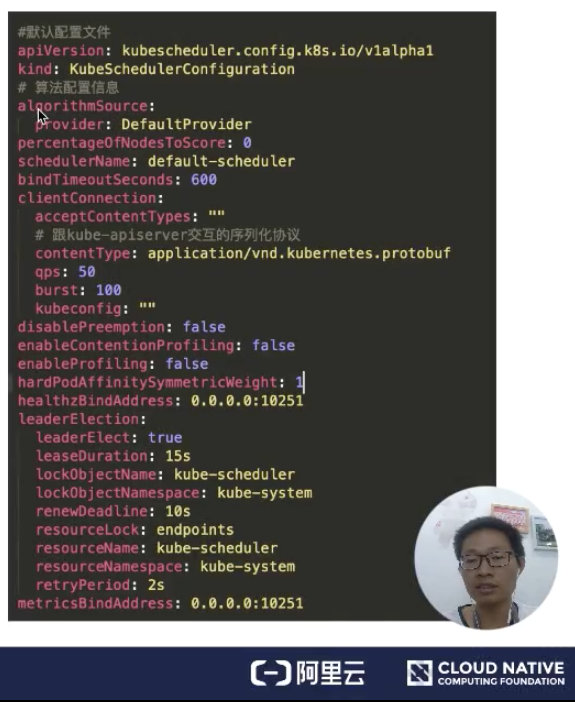 #默认配置文件
apiVersion: kubescheduler.config.k8s.io/v1alpha1
kind: KubeSchedulerConfiguration
# 算法配置信息
algorithmSource:
  provider: DefaultProvider
percentageOfNodesToScore: 0
schedulerName: default-scheduler
bindTimeoutSeconds: 600
clientConnection:
  acceptContentTypes: ""
  # 跟kube-apiserver交互的序列化协议
  contentType: application/vnd.kubernetes.protobuf
  qps: 50
  burst: 100
  kubeconfig: ""
disablePreemption: false
enableContentionProfiling: false
enableProfiling: false
hardPodAffinitySymmetricWeight: 1
healthzBindAddress: 0.0.0.0:10251
leaderElection:
  leaderElect: true
  leaseDuration: 15s
  lockObjectName: kube-scheduler
  lockObjectNamespace: kube-system
  renewDeadline: 10s
  resourceLock: endpoints
  resourceName: kube-scheduler
  resourceNamespace: kube-system
  retryPeriod: 2s
metricsBindAddress: 0.0.0.0:10251
阿里云
CLOUD NATIVE
COMPUTING FOUNDATION